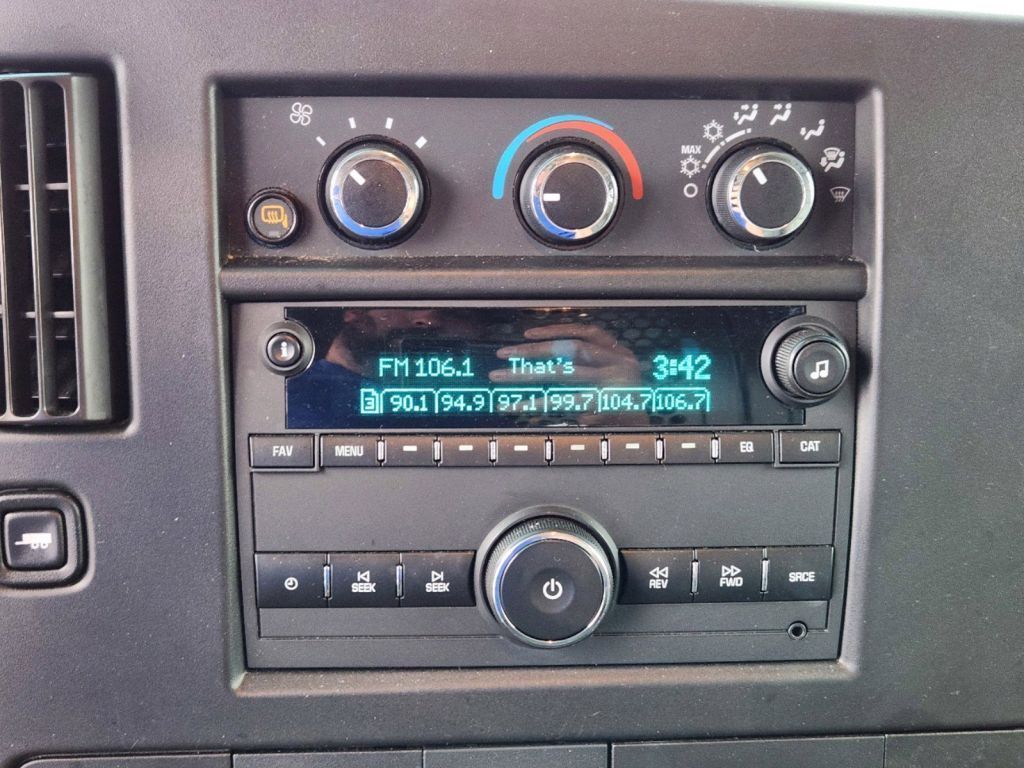 MAX
i
FM 106.1 That's 3:42
3 90.1 94.9 97.1 99.7 104.7 106.7
FAV MENU EQ CAT
SEEK SEEK REV FWD SRCE